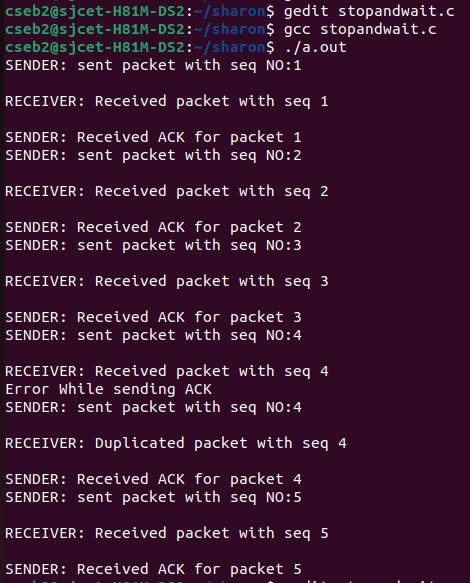 cseb2@sjcet-H81M-DS2:~/sharon$ gedit stopandwait.c
cseb2@sjcet-H81M-DS2:~/sharon$ gcc stopandwait.c
cseb2@sjcet-H81M-DS2:~/sharon$ ./a.out
SENDER: sent packet with seq NO:1
RECEIVER: Received packet with seq 1
SENDER: Received ACK for packet 1
SENDER: sent packet with seq NO:2
RECEIVER: Received packet with seq 2
SENDER: Received ACK for packet 2
SENDER: sent packet with seq NO:3
RECEIVER: Received packet with seq 3
SENDER: Received ACK for packet 3
SENDER: sent packet with seq NO:4
RECEIVER: Received packet with seq 4
Error While sending ACK
SENDER: sent packet with seq NO:4
RECEIVER: Duplicated packet with seq 4
SENDER: Received ACK for packet 4
SENDER: sent packet with seq NO:5
RECEIVER: Received packet with seq 5
SENDER: Received ACK for packet 5